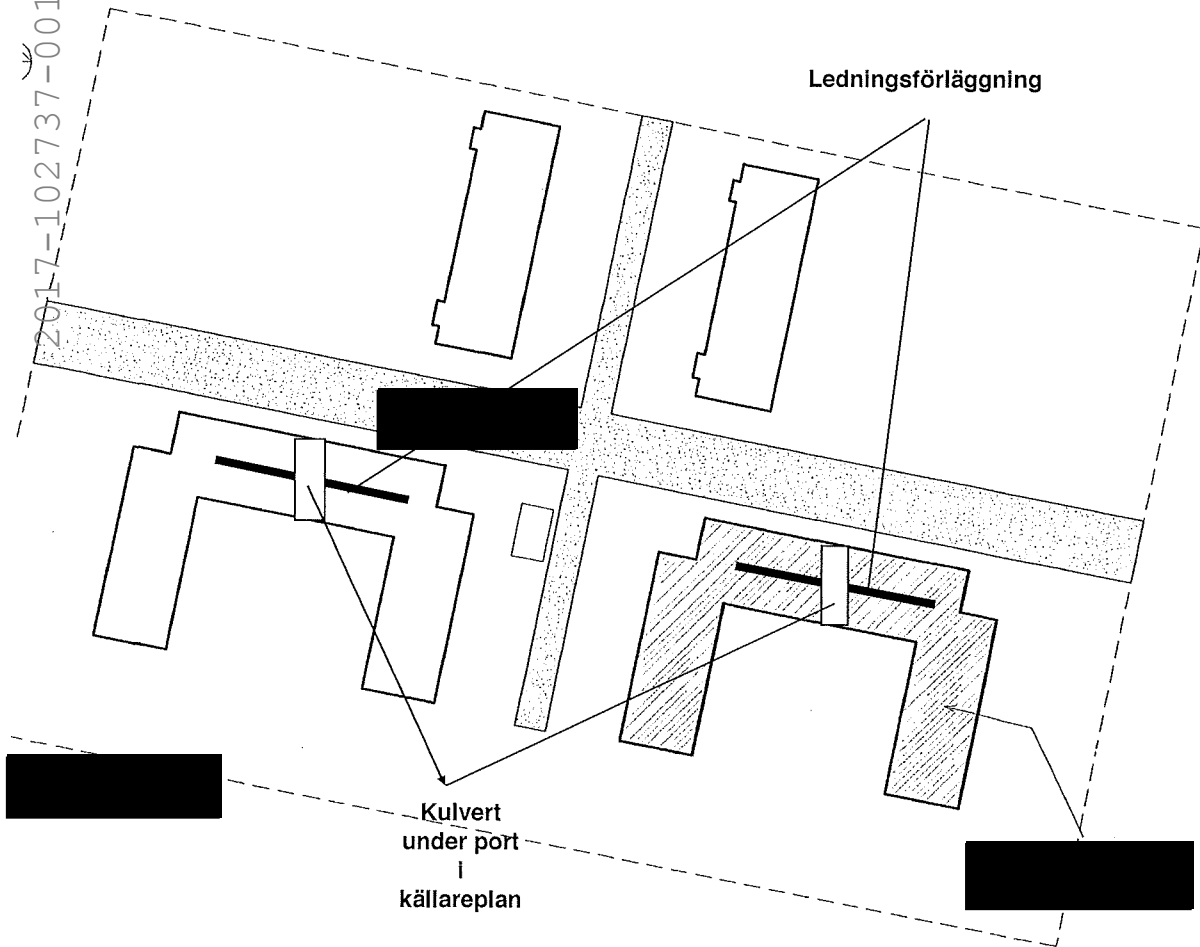 2017-102737-001
Ledningsförläggning
Kulvert
under port
i
källareplan